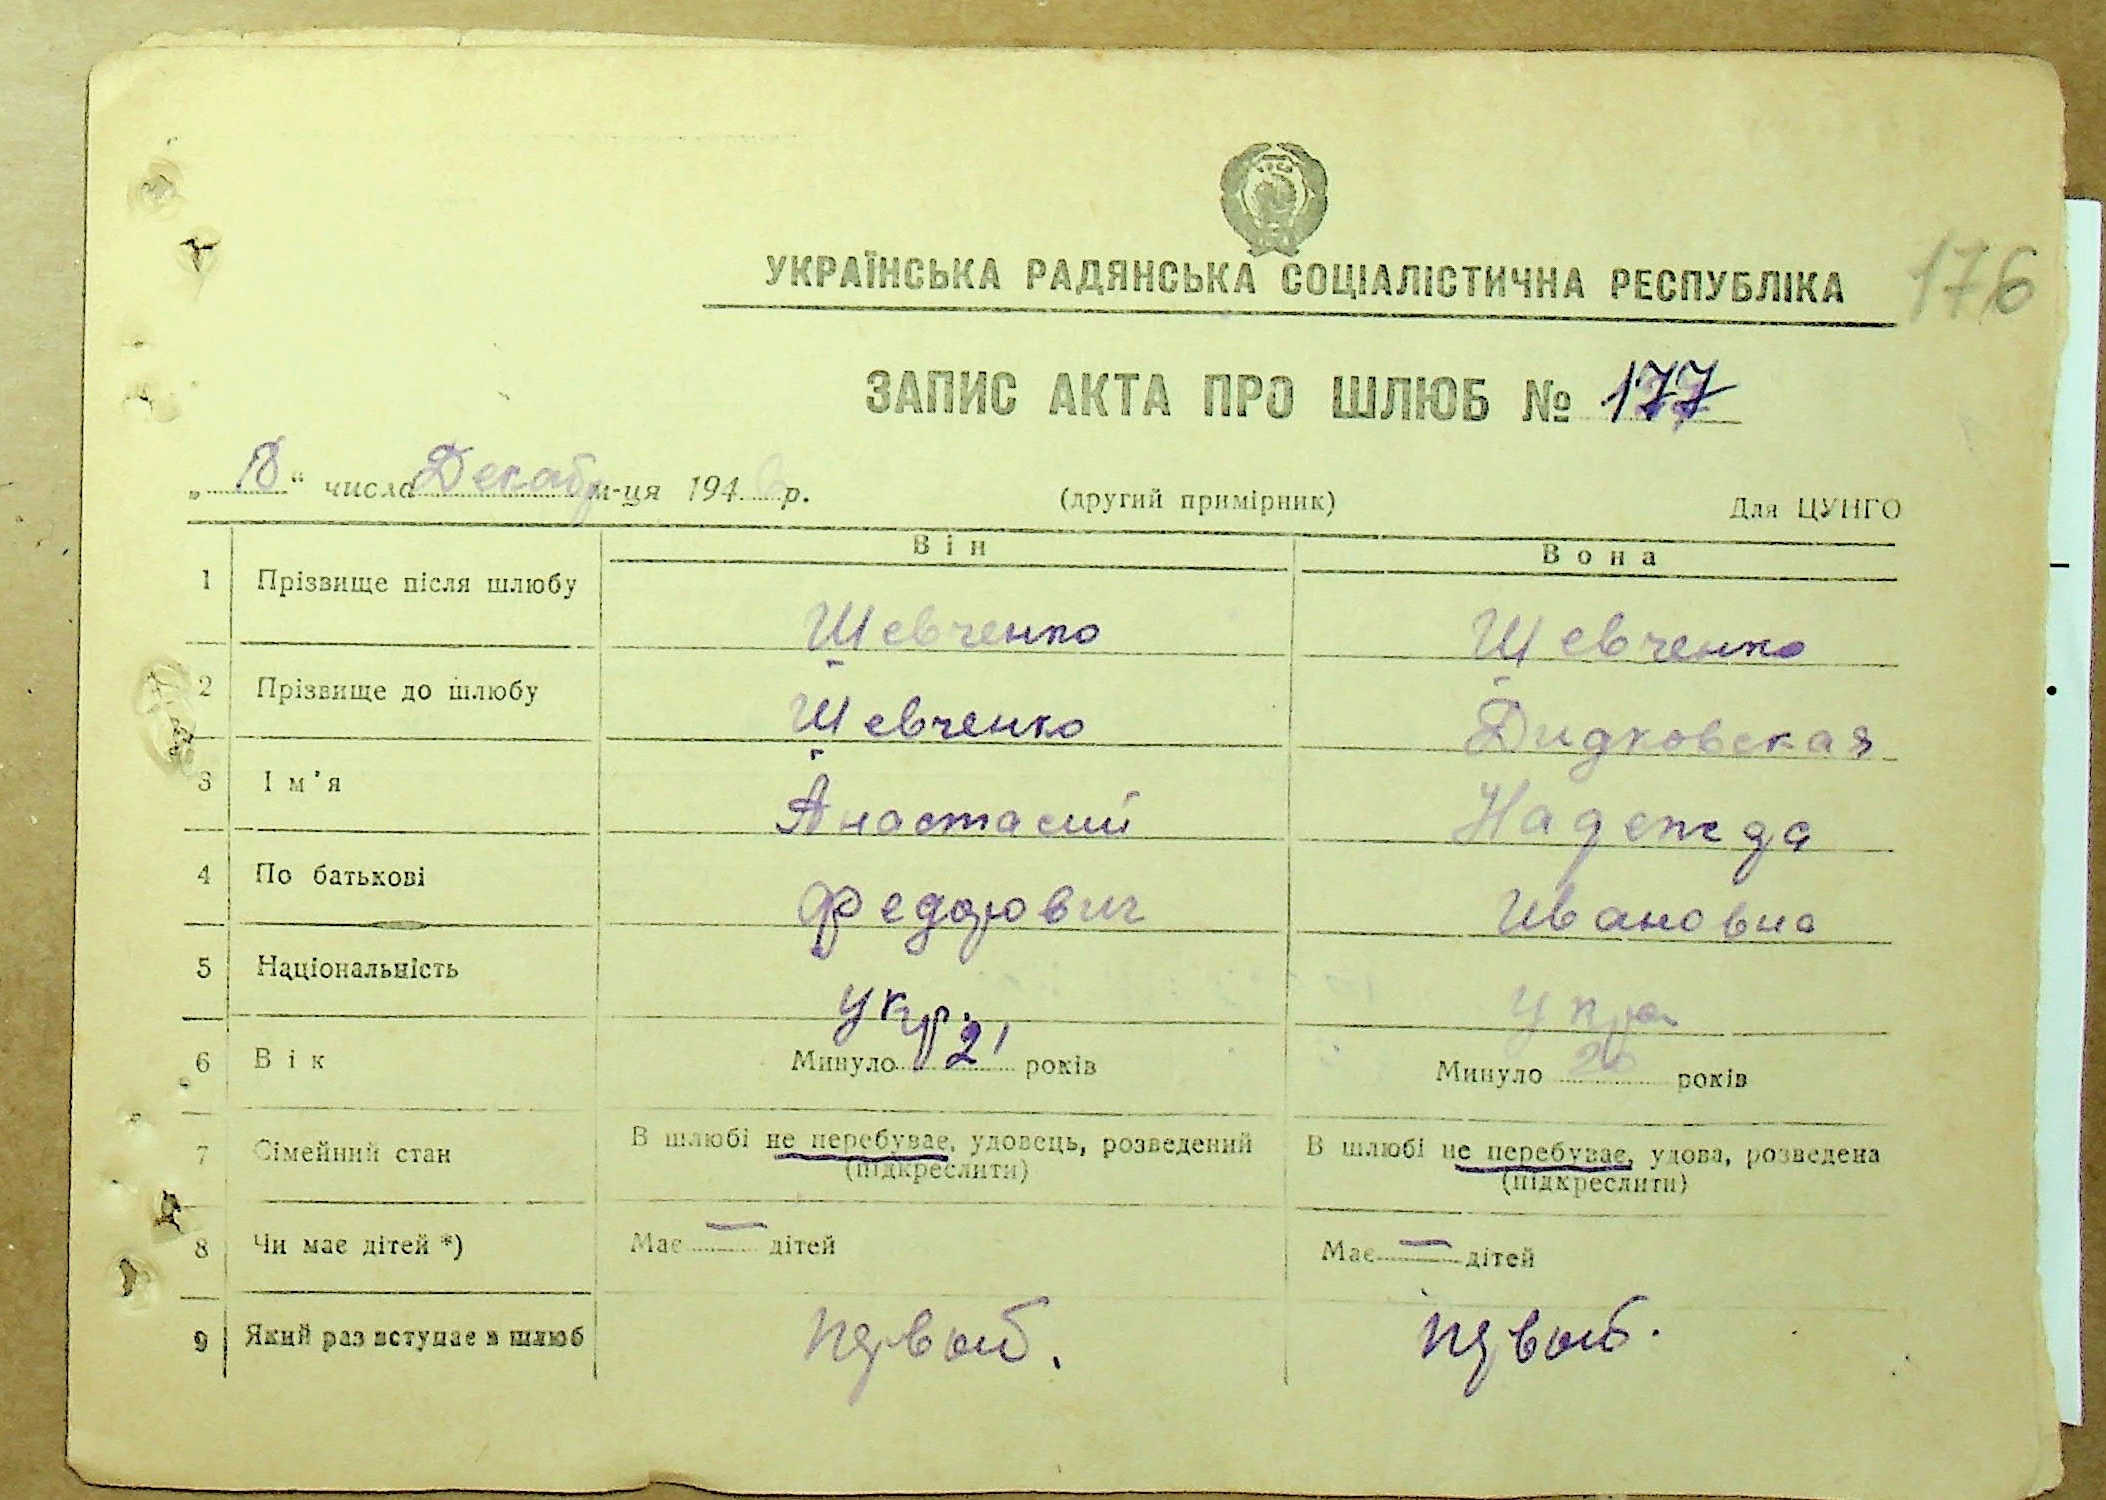 176
УКРАЇНСЬКА РАДЯНСЬКА СОЦІАЛІСТИЧНА РЕСПУБЛІКА
ЗАПИС АКТА ПРО ШЛЮБ № 177
„ “ числа Декабр м-ця 194 р. (другий примірник) Для ЦУНГО
Він Вона
1 Прізвище після шлюбу Шевченко Шевченко
2 Прізвище до шлюбу Шевченко Дидковская
3 Ім'я Анастасий Надежда
4 По батькові Федорович Ивановна
5 Національність укр. укра
6 Вік Минуло 21 років Минуло 20 років
7 Сімейний стан В шлюбі не перебуває, удовець, розведений В шлюбі не перебуває, удова, розведена
(підкреслити) (підкреслити)
8 Чи має дітей *) Має — дітей Має — дітей
9 Який раз вступає в шлюб первый. первый.